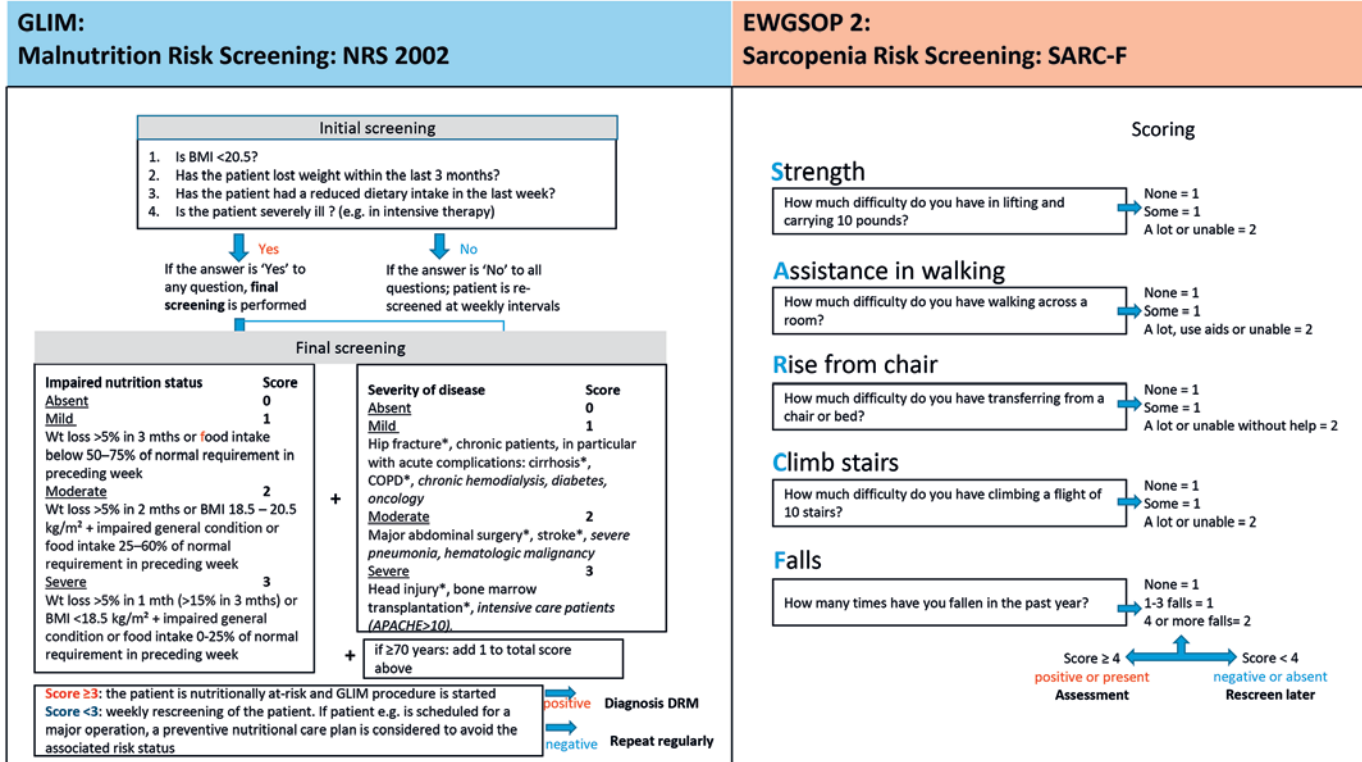 GLIM:
Malnutrition Risk Screening: NRS 2002
Initial screening
1. Is BMI <20.5?
2. Has the patient lost weight within the last 3 months?
3. Has the patient had a reduced dietary intake in the last week?
4. Is the patient severely ill ? (e.g. in intensive therapy)
Yes
If the answer is ‘Yes’ to
any question, final
screening is performed
No
If the answer is ‘No’ to all
questions; patient is re-
screened at weekly intervals
Final screening
Impaired nutrition status Score
Absent 0
Mild 1
Wt loss >5% in 3 mths or food intake
below 50–75% of normal requirement in
preceding week
Moderate 2
Wt loss >5% in 2 mths or BMI 18.5 – 20.5
kg/m² + impaired general condition or
food intake 25–60% of normal
requirement in preceding week
Severe 3
Wt loss >5% in 1 mth (>15% in 3 mths) or
BMI <18.5 kg/m² + impaired general
condition or food intake 0-25% of normal
requirement in preceding week
+
Severity of disease Score
Absent 0
Mild 1
Hip fracture*, chronic patients, in particular
with acute complications: cirrhosis*,
COPD*, chronic hemodialysis, diabetes,
oncology
Moderate 2
Major abdominal surgery*, stroke*, severe
pneumonia, hematologic malignancy
Severe 3
Head injury*, bone marrow
transplantation*, intensive care patients
(APACHE>10).
+
if ≥70 years: add 1 to total score
above
Score ≥3: the patient is nutritionally at-risk and GLIM procedure is started
Score <3: weekly rescreening of the patient. If patient e.g. is scheduled for a
major operation, a preventive nutritional care plan is considered to avoid the
associated risk status
positive Diagnosis DRM
negative Repeat regularly
EWGSOP 2:
Sarcopenia Risk Screening: SARC-F
Scoring
Strength
How much difficulty do you have in lifting and
carrying 10 pounds?
None = 1
Some = 1
A lot or unable = 2
Assistance in walking
How much difficulty do you have walking across a
room?
None = 1
Some = 1
A lot, use aids or unable = 2
Rise from chair
How much difficulty do you have transferring from a
chair or bed?
None = 1
Some = 1
A lot or unable without help = 2
Climb stairs
How much difficulty do you have climbing a flight of
10 stairs?
None = 1
Some = 1
A lot or unable = 2
Falls
How many times have you fallen in the past year?
None = 1
1-3 falls = 1
4 or more falls= 2
Score ≥ 4
positive or present
Assessment
Score < 4
negative or absent
Rescreen later